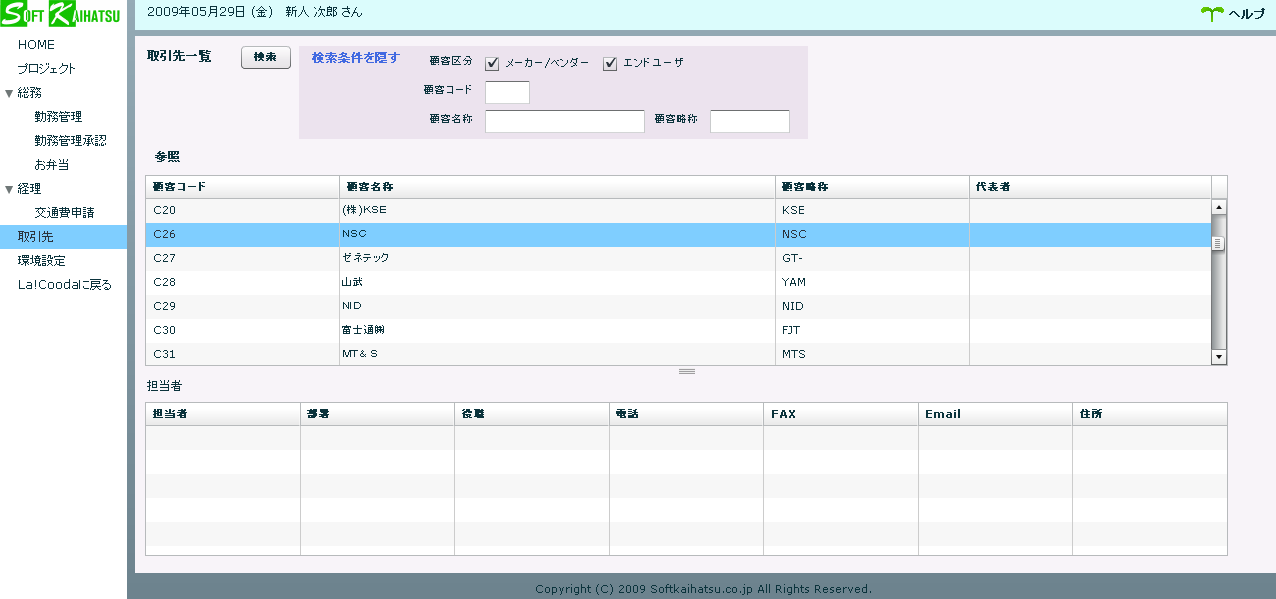 SOFT KAIHATSU
2009年05月29日 (金)　新人 次郎 さん
ヘルプ
HOME
プロジェクト
▼総務
勤務管理
勤務管理承認
お弁当
▼経理
交通費申請
取引先
環境設定
La!Coodaに戻る
取引先一覧
検索
検索条件を隠す
顧客区分
メーカー/ベンダー
エンドユーザ
顧客コード
顧客名称
顧客略称
参照
顧客コード 顧客名称 顧客略称 代表者
C20 (株)KSE KSE
C26 NSC NSC
C27 ゼネテック GT-
C28 山武 YAM
C29 NID NID
C30 富士通㈱ FJT
C31 MT& S MTS
担当者
担当者 部署 役職 電話 FAX Email 住所
Copyright (C) 2009 Softkaihatsu.co.jp All Rights Reserved.